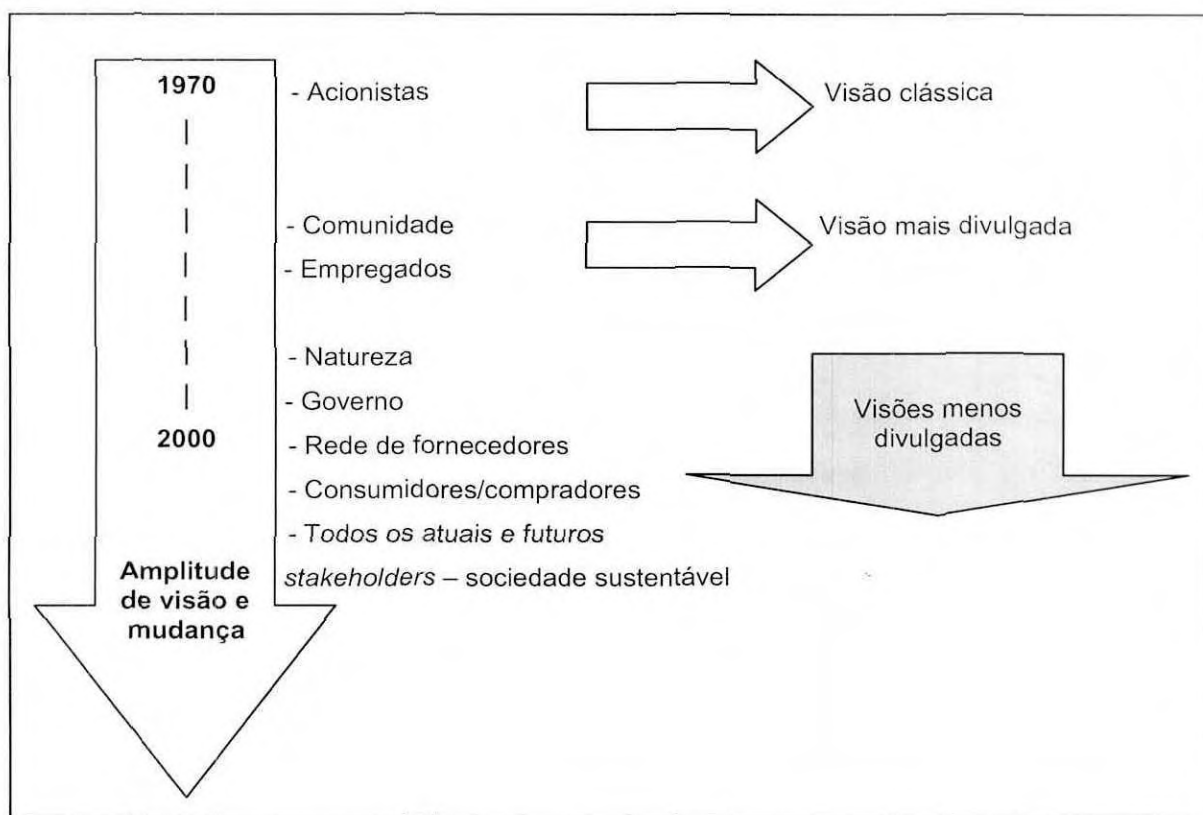 1970
- Acionistas
Visão clássica
- Comunidade
Visão mais divulgada
- Empregados
- Natureza
- Governo
Visões menos
divulgadas
2000
- Rede de fornecedores
- Consumidores/compradores
- Todos os atuais e futuros
Amplitude
de visão e
mudança
stakeholders – sociedade sustentável